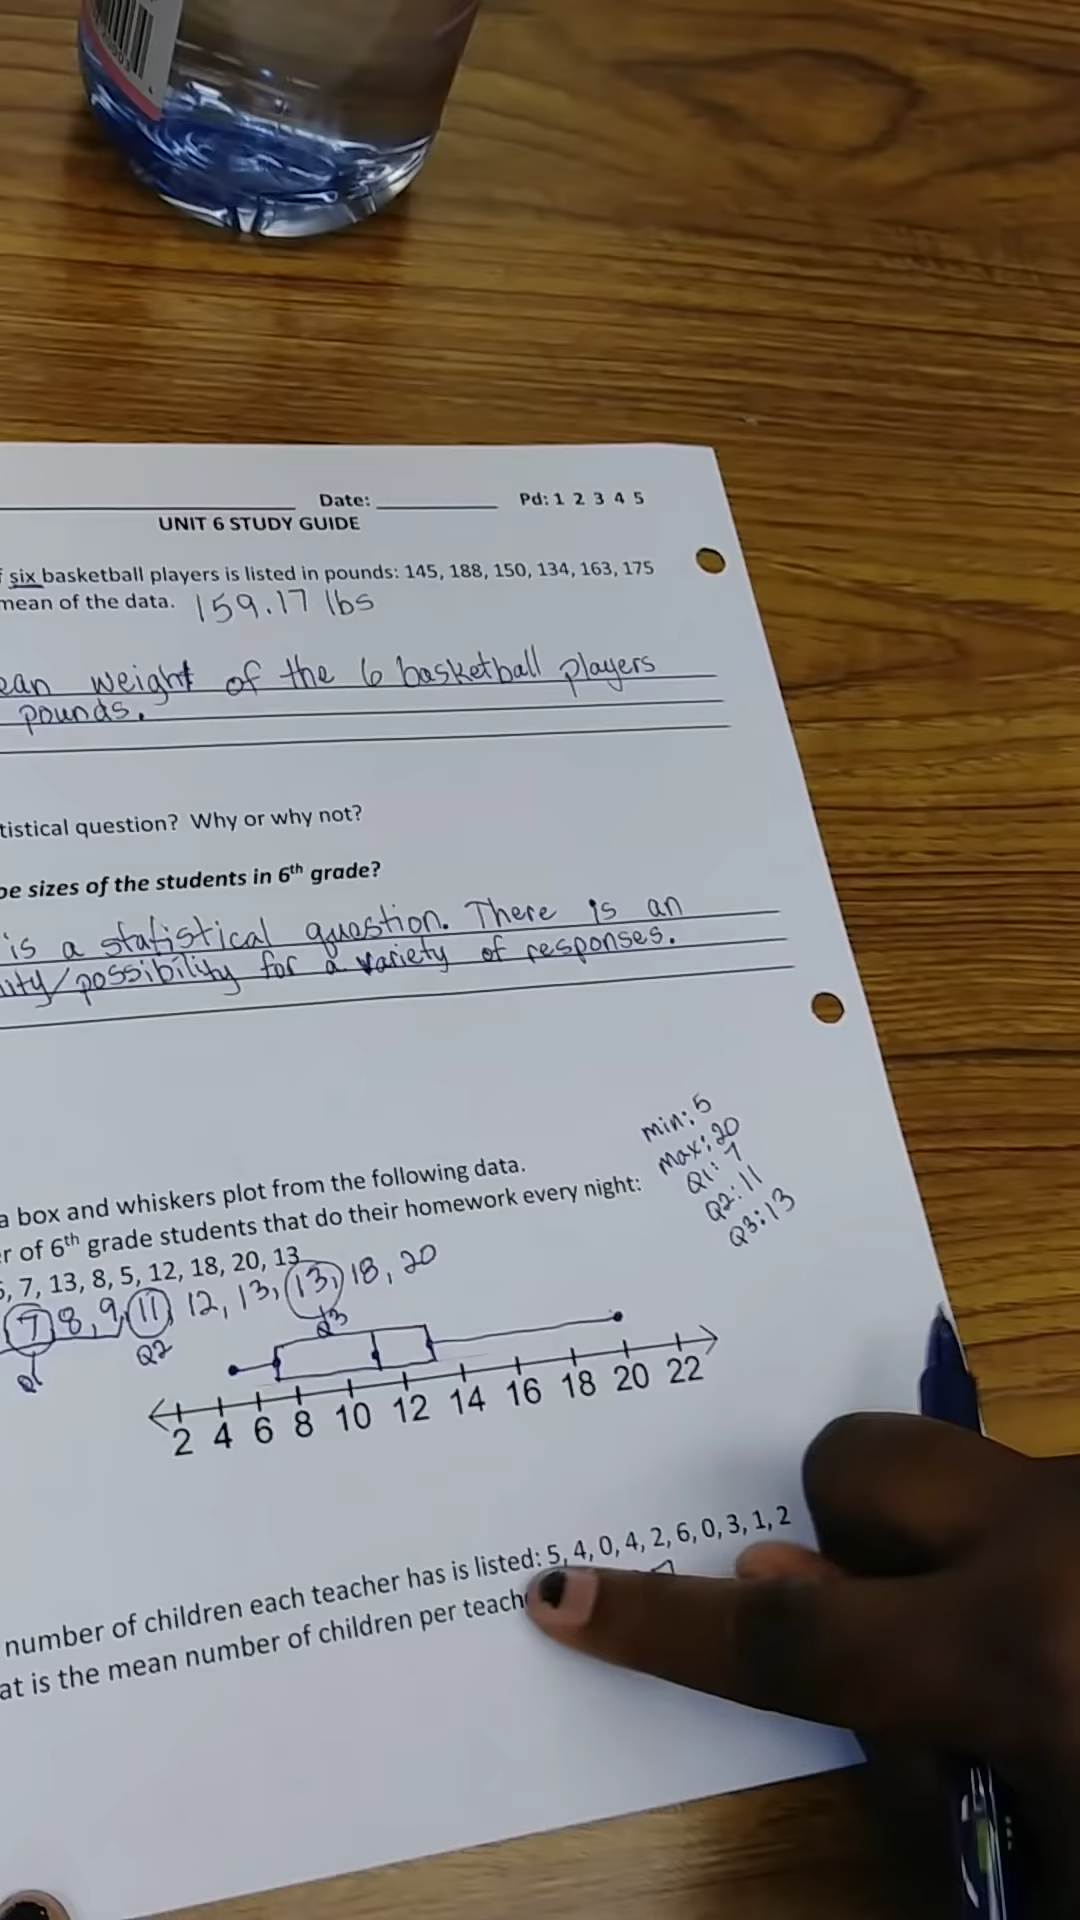 Date: Pd: 1 2 3 4 5
UNIT 6 STUDY GUIDE
six basketball players is listed in pounds: 145, 188, 150, 134, 163, 175
mean of the data. 159.17 lbs
weight of the 6 basketball players
pounds.
question? Why or why not?
sizes of the students in 6th grade?
is a statistical question. There is an
/possibility for a variety of responses.
min: 5
max: 20
Q1: 7
Q2: 11
Q3: 13
a box and whiskers plot from the following data.
of 6th grade students that do their homework every night:
, 7, 13, 8, 5, 12, 18, 20, 13
7, 8, 9, 11, 12, 13, 13, 18, 20
Q1 Q2 Q3
2 4 6 8 10 12 14 16 18 20 22
number of children each teacher has is listed: 5, 4, 0, 4, 2, 6, 0, 3, 1, 2
is the mean number of children per